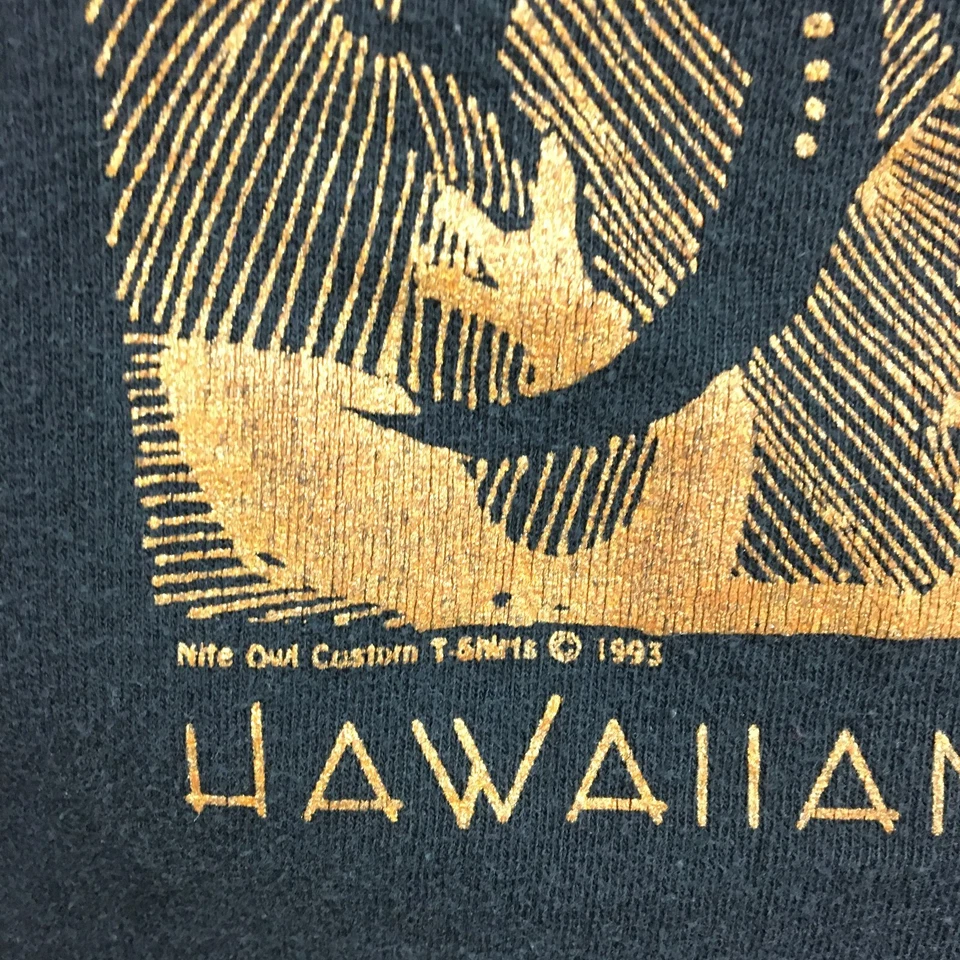 Nite Owl Custom T-Shirts © 1993
HAWAIIAN